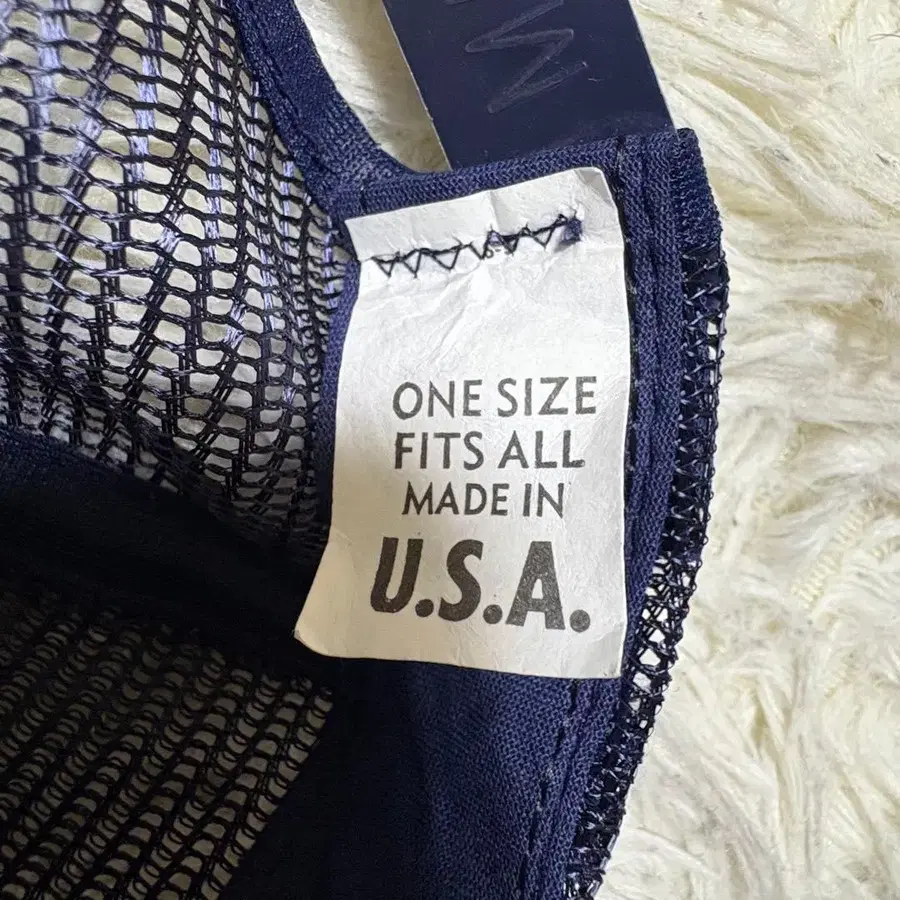 ONE SIZE
FITS ALL
MADE IN
U.S.A.